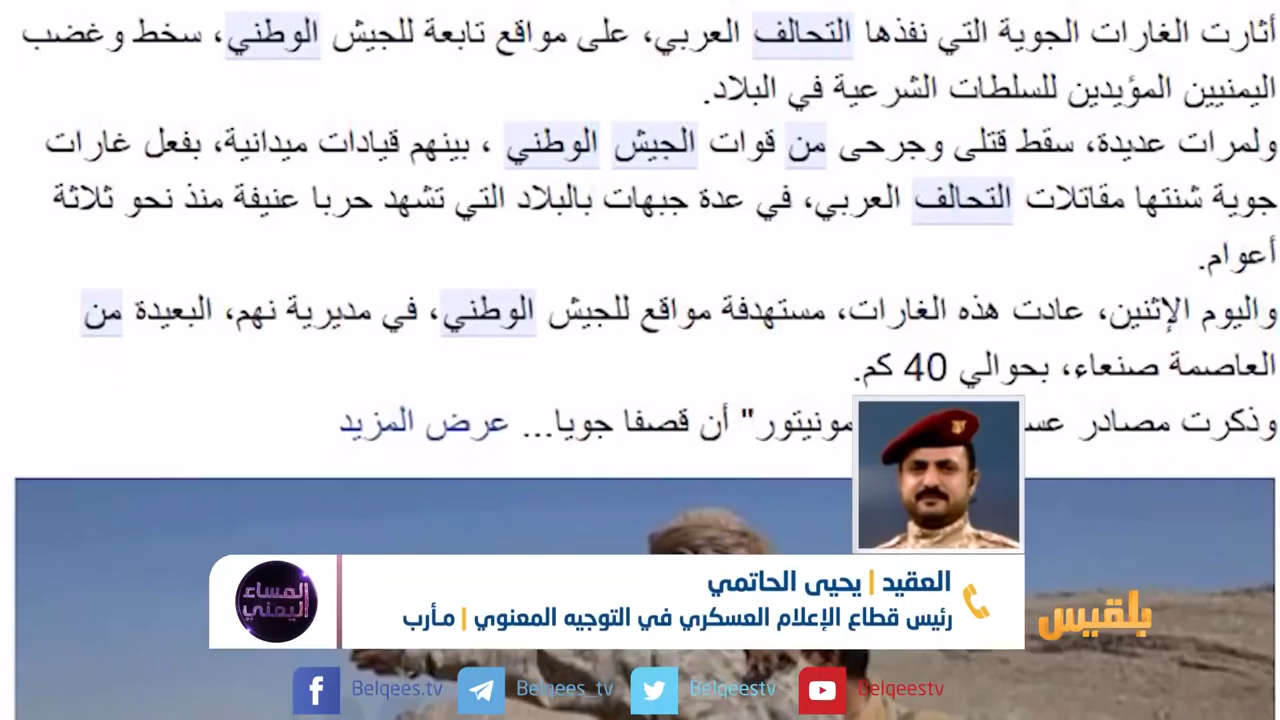 أثارت الغارات الجوية التي نفذها التحالف العربي، على مواقع تابعة للجيش الوطني، سخط وغضب
اليمنيين المؤيدين للسلطات الشرعية في البلاد.
ولمرات عديدة، سقط قتلى وجرحى من قوات الجيش الوطني ، بينهم قيادات ميدانية، بفعل غارات
جوية شنتها مقاتلات التحالف العربي، في عدة جبهات بالبلاد التي تشهد حربا عنيفة منذ نحو ثلاثة
أعوام.
واليوم الإثنين، عادت هذه الغارات، مستهدفة مواقع للجيش الوطني، في مديرية نهم، البعيدة من
العاصمة صنعاء، بحوالي 40 كم.
وذكرت مصادر عس مونيتور" أن قصفا جويا... عرض المزيد
العقيد | يحيى الحاتمي
رئيس قطاع الإعلام العسكري في التوجيه المعنوي | مأرب
المساء اليمني
بلقيس
Belqees.tv Belqees_tv Belqeestv Belqeestv